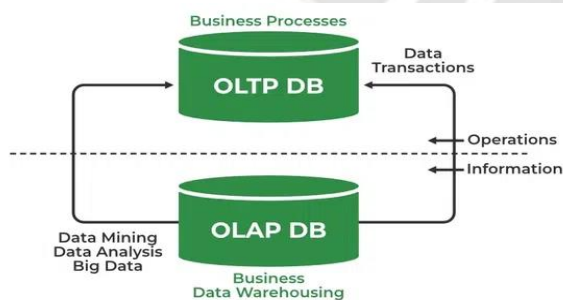 Business Processes
OLTP DB
Data
Transactions
Operations
Information
OLAP DB
Data Mining
Data Analysis
Big Data
Business
Data Warehousing